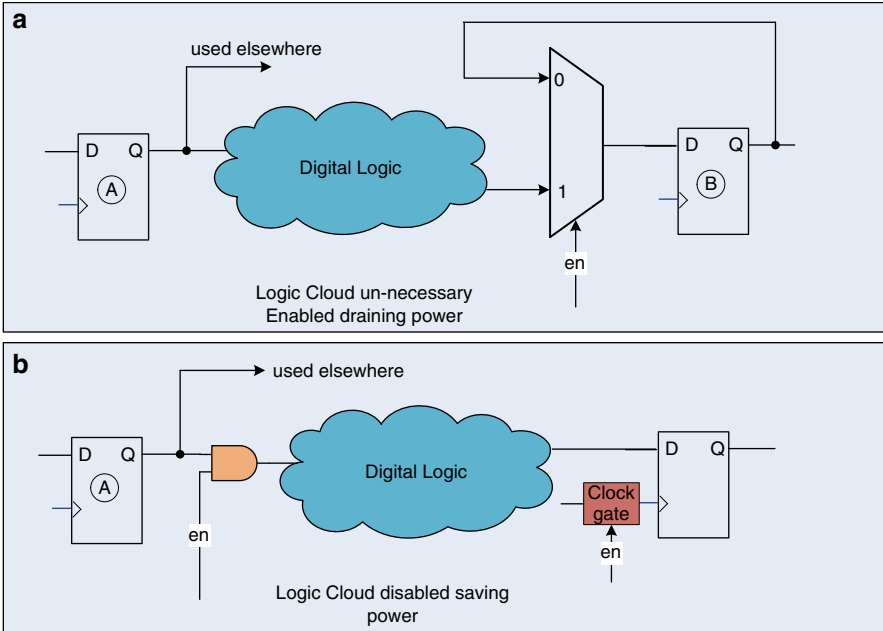 a
used elsewhere
0
D Q
A
Digital Logic
1
D Q
B
en
Logic Cloud un-necessary
Enabled draining power
b
used elsewhere
D Q
A
Digital Logic
D Q
Clock
gate
en
en
Logic Cloud disabled saving
power